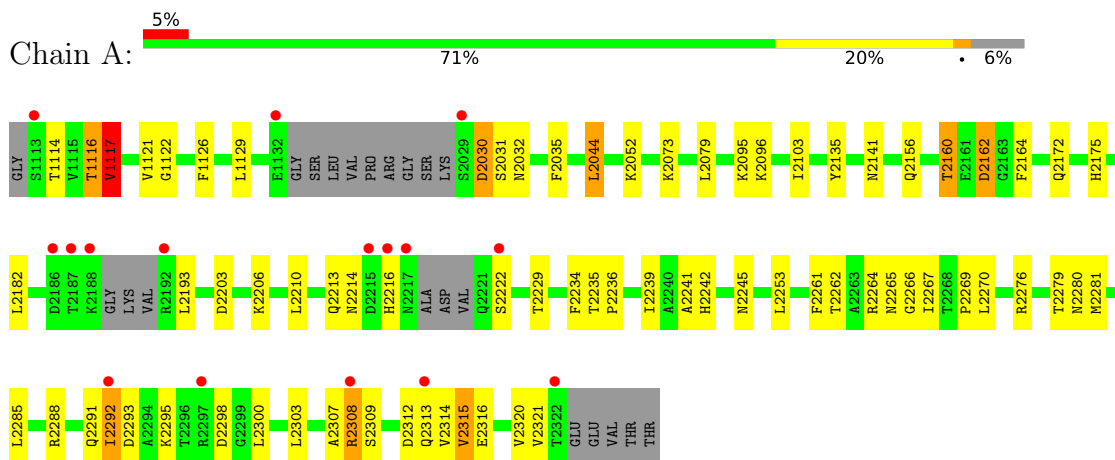 5%
Chain A:
71% 20% • 6%
GLY S1113 T1114 V1115 T1116 V1117 V1121 G1122 F1126 L1129 E1132 GLY SER LEU VAL PRO ARG GLY SER LYS S2029 D2030 S2031 N2032 F2035 L2044 K2052 K2073 L2079 K2095 K2096 I2103 Y2135 N2141 Q2156 T2160 E2161 D2162 G2163 F2164 Q2172 H2175
L2182 D2186 T2187 K2188 GLY LYS VAL R2192 L2193 D2203 K2206 L2210 Q2213 N2214 D2215 H2216 N2217 ALA ASP VAL Q2221 S2222 T2229 F2234 T2235 P2236 I2239 A2240 A2241 H2242 N2245 L2253 F2261 T2262 A2263 R2264 N2265 G2266 I2267 T2268 P2269 L2270 R2276 T2279 N2280 M2281
L2285 R2288 Q2291 I2292 D2293 A2294 K2295 T2296 R2297 D2298 G2299 L2300 L2303 A2307 R2308 S2309 D2312 Q2313 V2314 V2315 E2316 V2320 V2321 T2322 GLU GLU VAL THR THR